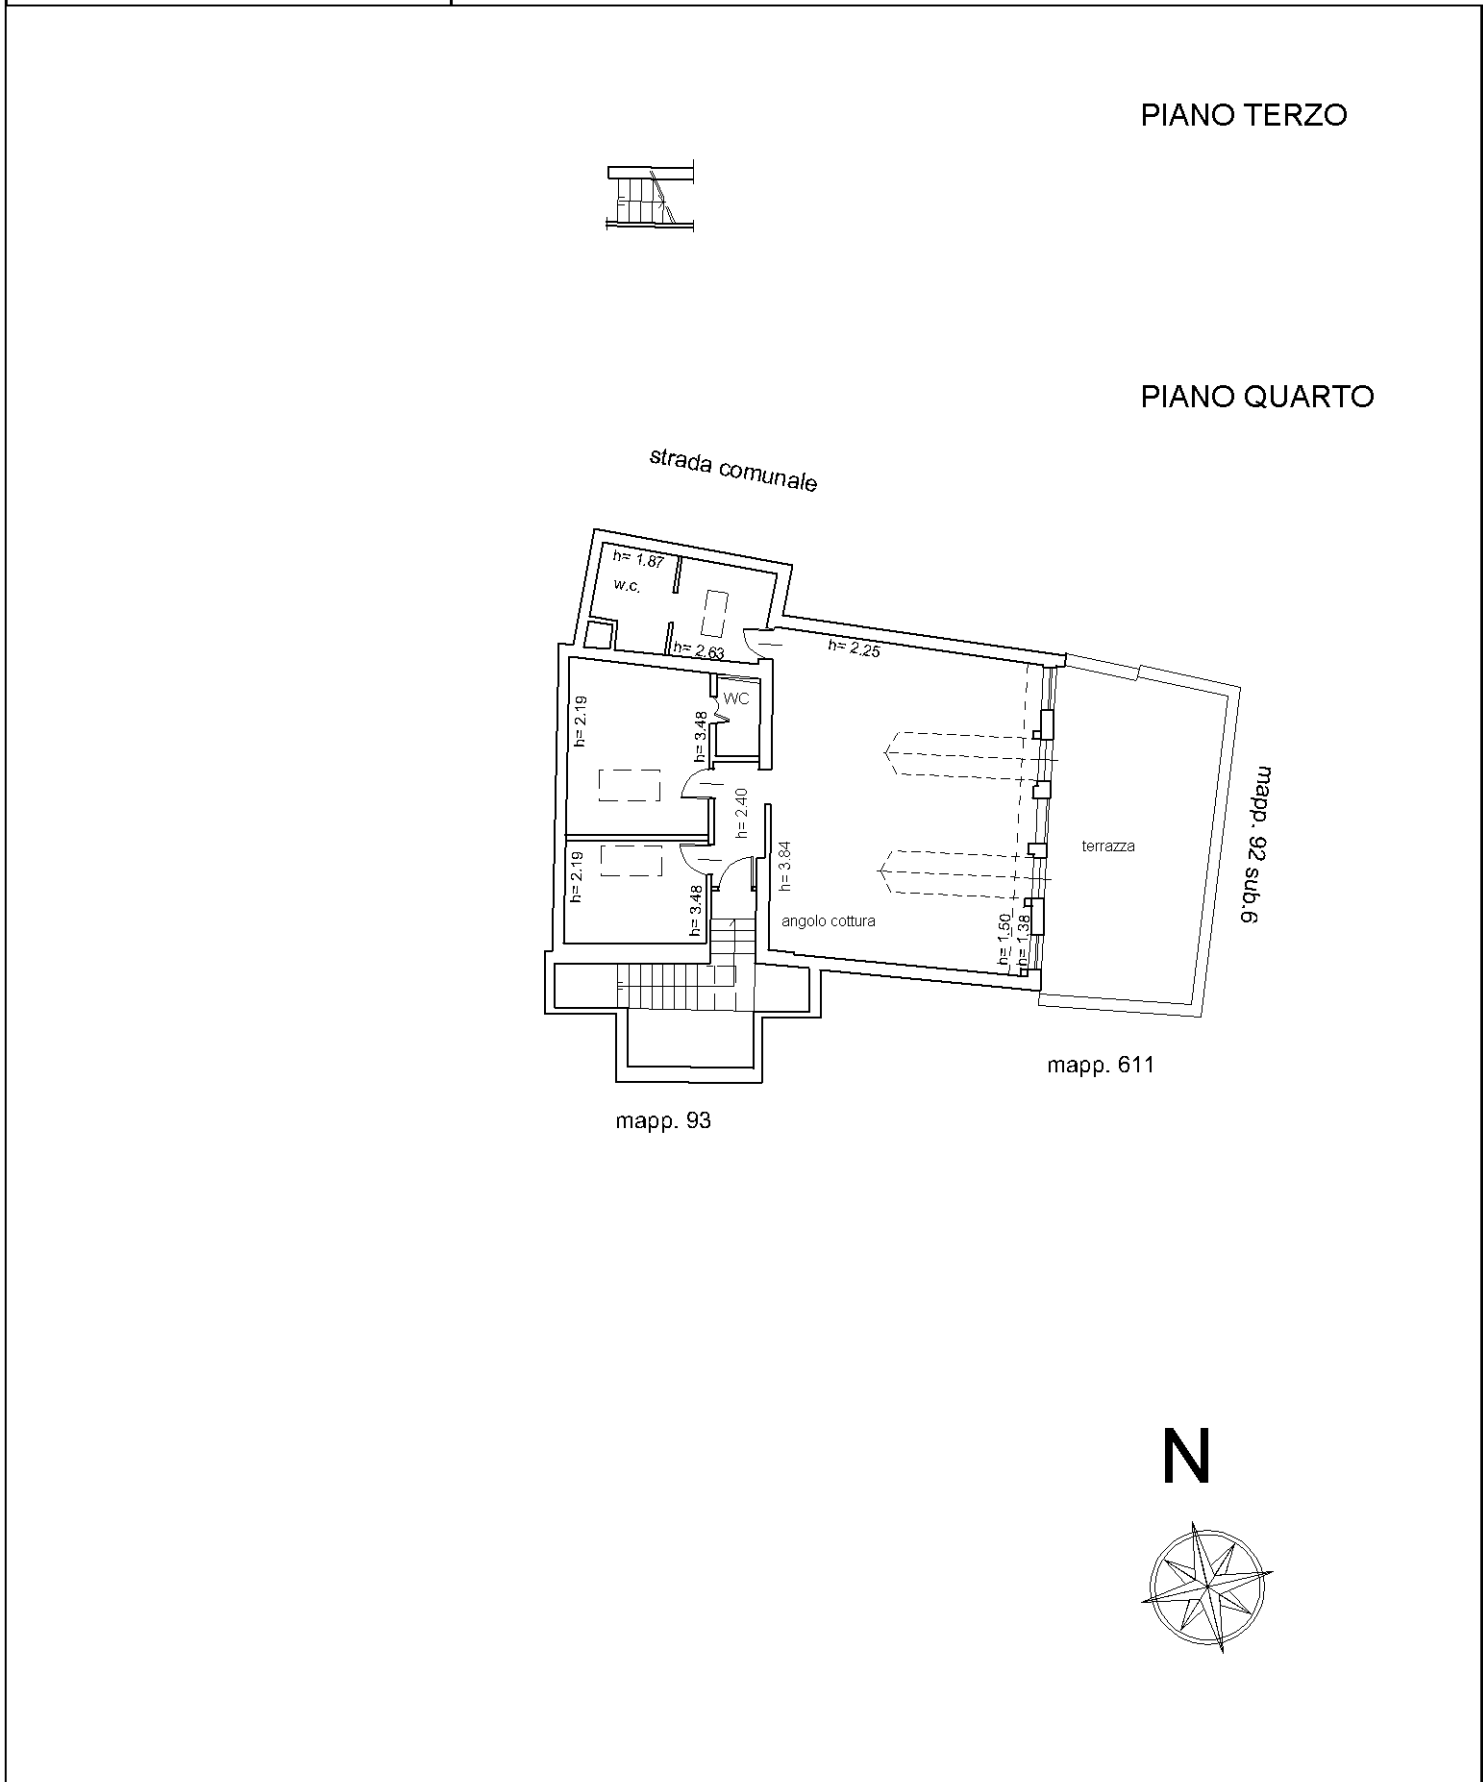 PIANO TERZO
PIANO QUARTO
strada comunale
h= 1.87
w.c.
h= 2.63
h= 2.25
WC
h= 2.19
h= 3.48
h= 2.40
mapp. 92 sub.6
terrazza
h= 3.84
h= 2.19
h= 3.48
angolo cottura
h= 1.50
h= 1.38
mapp. 611
mapp. 93
N